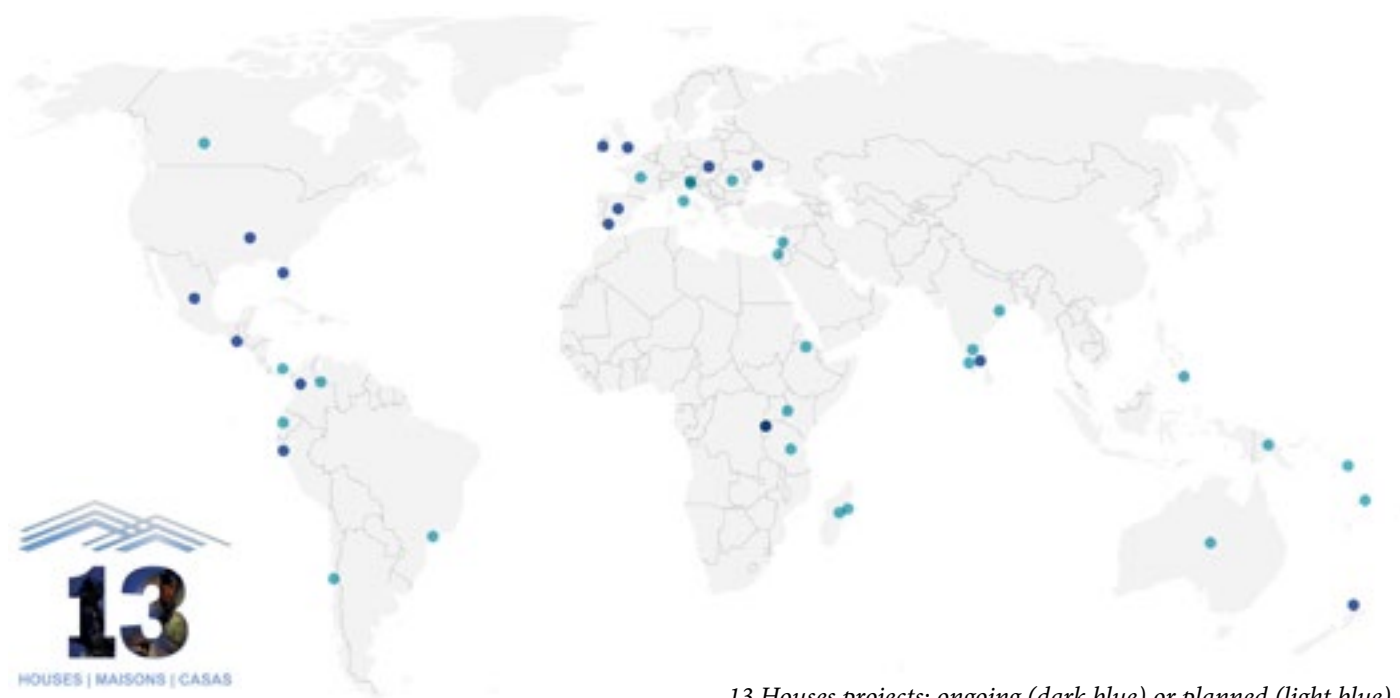 13
HOUSES | MAISONS | CASAS
13 Houses projects: ongoing (dark blue) or planned (light blue)